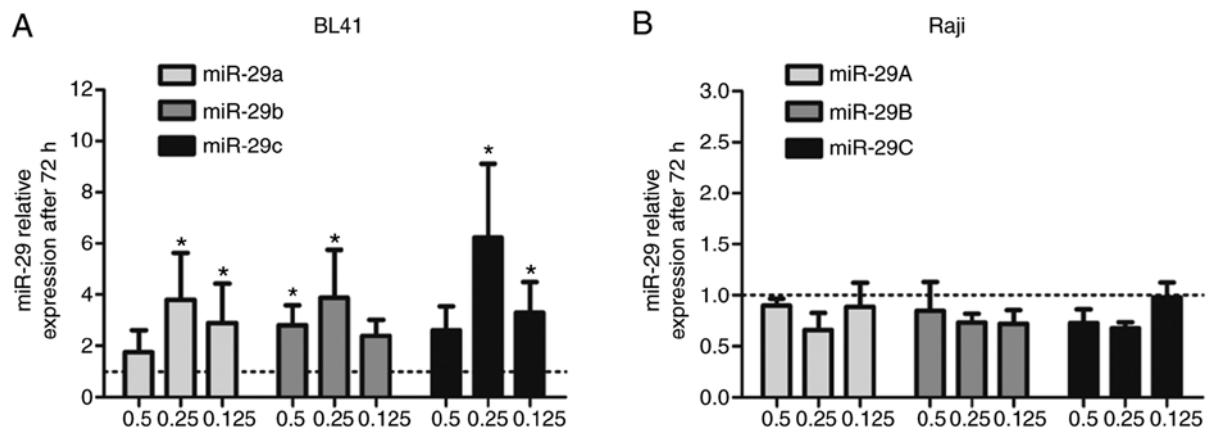 A
BL41
miR-29a
miR-29b
miR-29c
miR-29 relative
expression after 72 h
12
10
8
6
4
2
0
* * * * * *
0.5 0.25 0.125 0.5 0.25 0.125 0.5 0.25 0.125
B
Raji
miR-29A
miR-29B
miR-29C
miR-29 relative
expression after 72 h
3.0
2.5
2.0
1.5
1.0
0.5
0.0
0.5 0.25 0.125 0.5 0.25 0.125 0.5 0.25 0.125